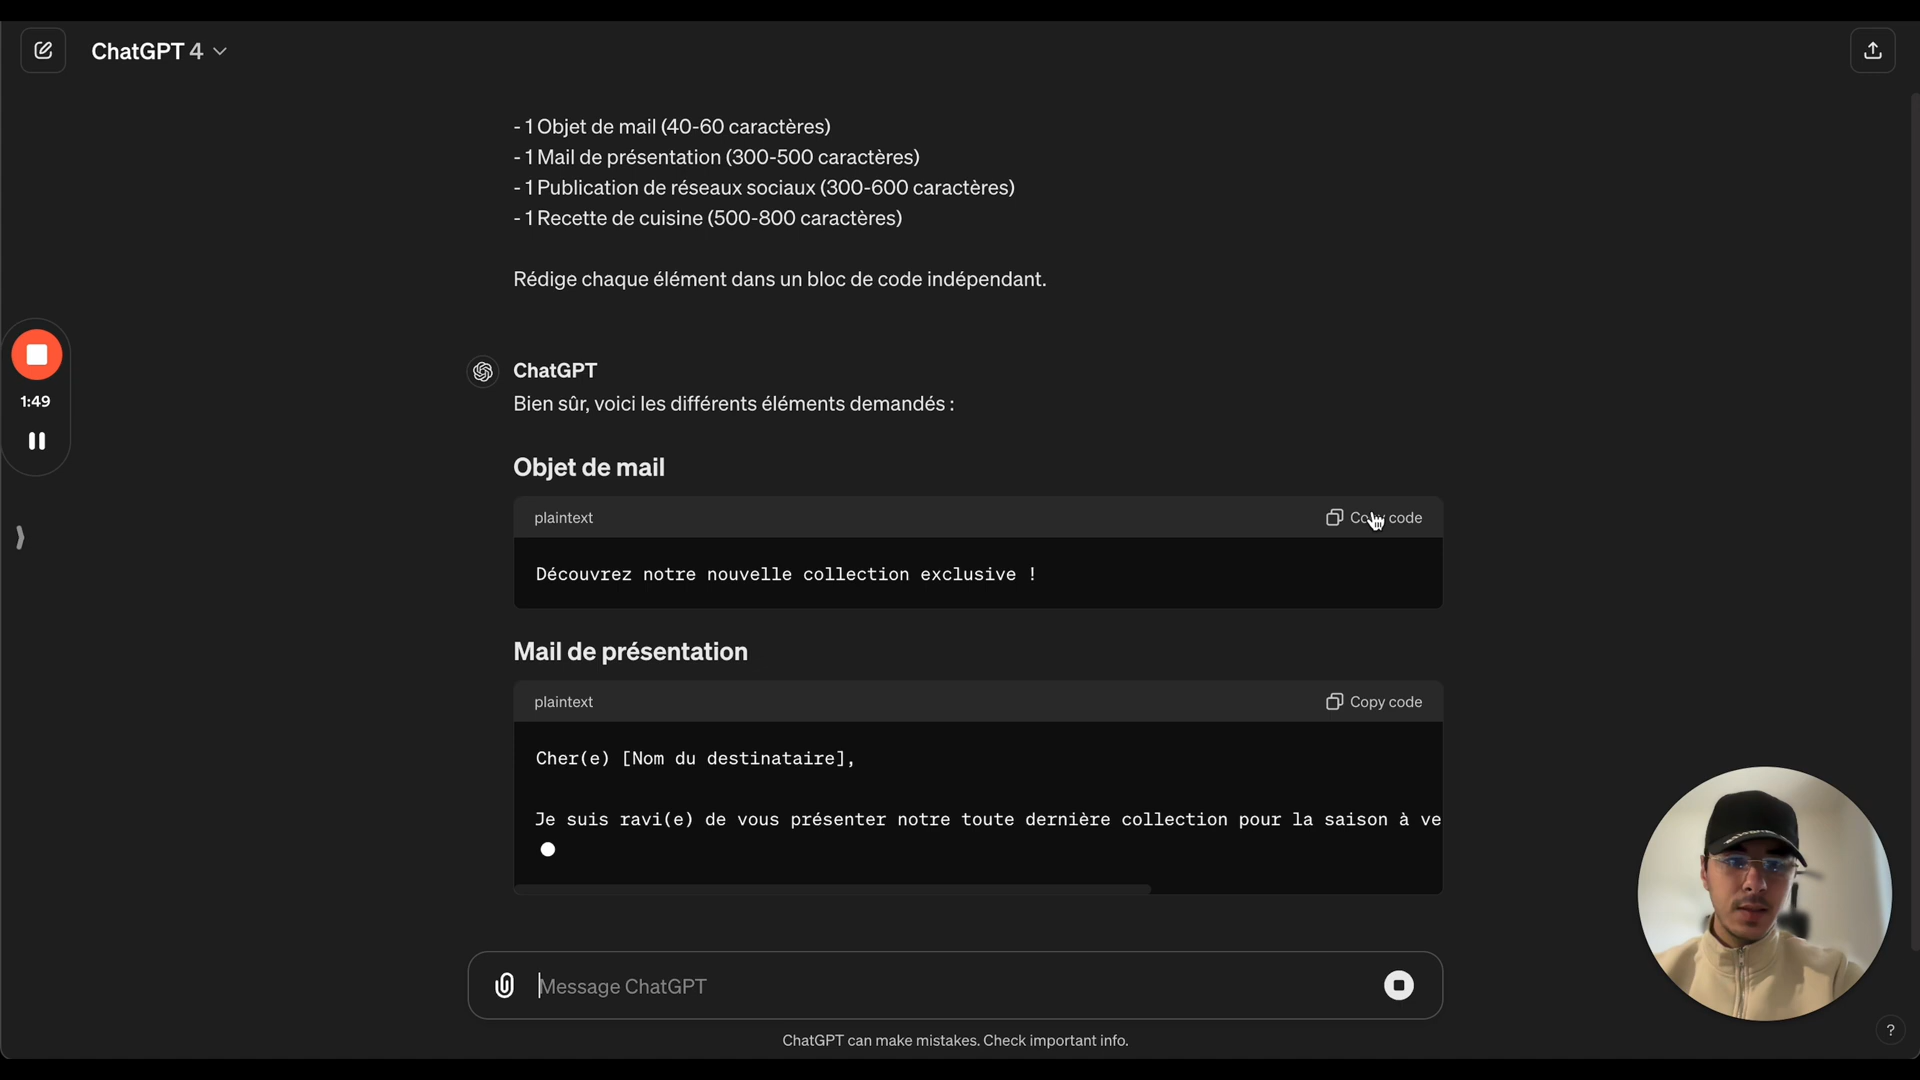 ChatGPT 4
- 1 Objet de mail (40-60 caractères)
- 1 Mail de présentation (300-500 caractères)
- 1 Publication de réseaux sociaux (300-600 caractères)
- 1 Recette de cuisine (500-800 caractères)
Rédige chaque élément dans un bloc de code indépendant.
1:49
ChatGPT
Bien sûr, voici les différents éléments demandés :
Objet de mail
plaintext
Copy code
Découvrez notre nouvelle collection exclusive !
Mail de présentation
plaintext
Copy code
Cher(e) [Nom du destinataire],
Je suis ravi(e) de vous présenter notre toute dernière collection pour la saison à ve
Message ChatGPT
ChatGPT can make mistakes. Check important info.
?